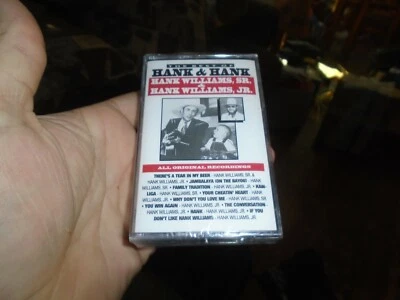 THE BEST OF
HANK & HANK
HANK WILLIAMS, SR.
HANK WILLIAMS, JR.
ALL ORIGINAL RECORDINGS
THERE'S A TEAR IN MY BEER - HANK WILLIAMS, SR. &
HANK WILLIAMS, JR. • JAMBALAYA (ON THE BAYOU) - HANK
WILLIAMS, SR. • FAMILY TRADITION - HANK WILLIAMS, JR. • KAW-
LIGA - HANK WILLIAMS, SR. • YOUR CHEATIN' HEART - HANK
WILLIAMS, JR. • WHY DON'T YOU LOVE ME - HANK WILLIAMS, SR.
• YOU WIN AGAIN - HANK WILLIAMS, JR. • THE CONVERSATION -
HANK WILLIAMS, JR. • HANK - HANK WILLIAMS, JR. • IF YOU
DON'T LIKE HANK WILLIAMS - HANK WILLIAMS, JR.